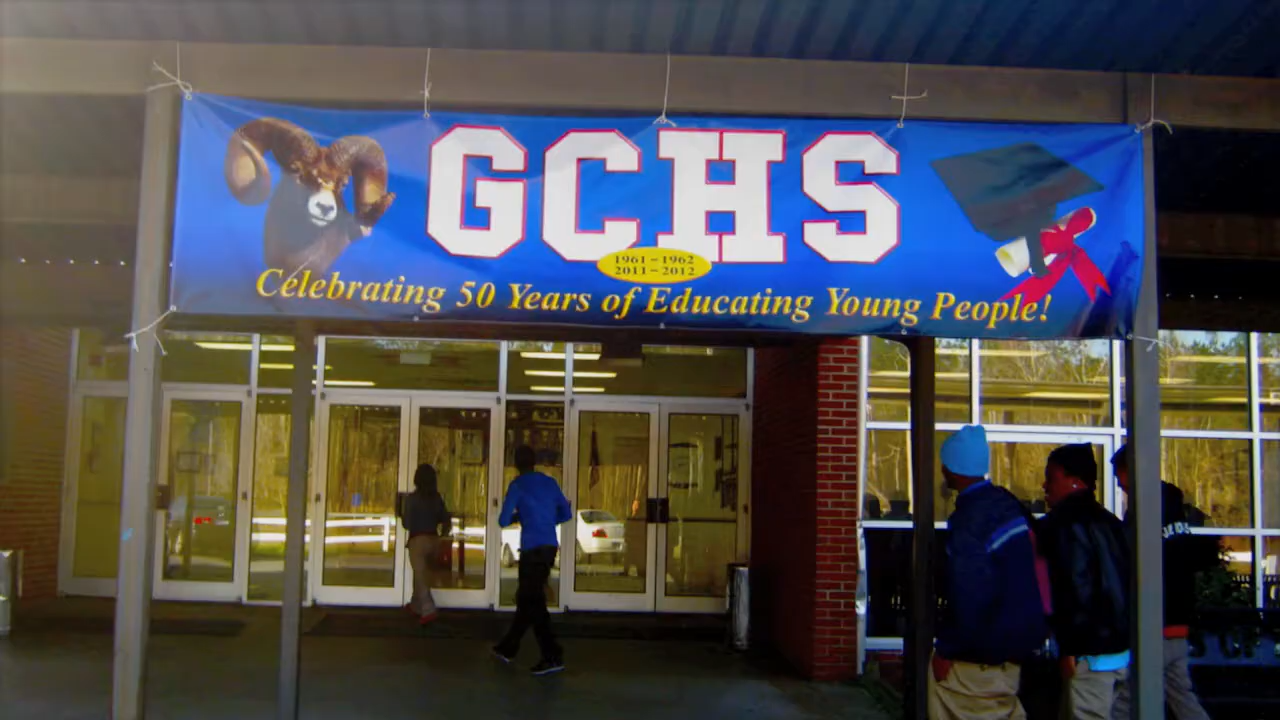 GCHS
1961 – 1962
2011 – 2012
Celebrating 50 Years of Educating Young People!